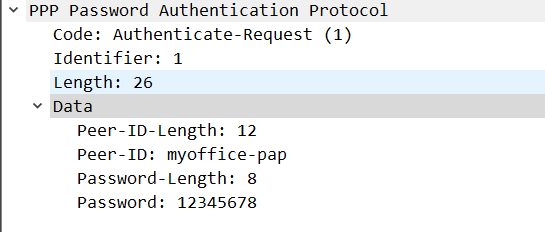 PPP Password Authentication Protocol
Code: Authenticate-Request (1)
Identifier: 1
Length: 26
Data
Peer-ID-Length: 12
Peer-ID: myoffice-pap
Password-Length: 8
Password: 12345678